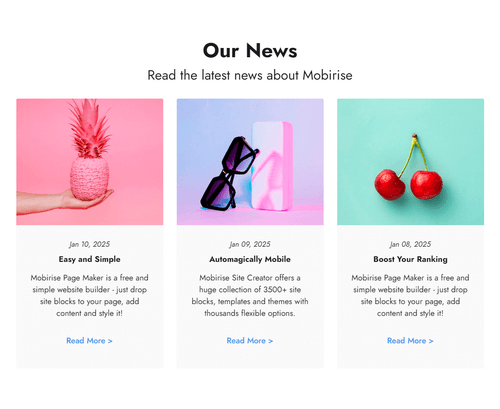 Our News
Read the latest news about Mobirise
Jan 10, 2025
Easy and Simple
Mobirise Page Maker is a free and
simple website builder - just drop
site blocks to your page, add
content and style it!
Read More >
Jan 09, 2025
Automagically Mobile
Mobirise Site Creator offers a
huge collection of 3500+ site
blocks, templates and themes with
thousands flexible options.
Read More >
Jan 08, 2025
Boost Your Ranking
Mobirise Page Maker is a free and
simple website builder - just drop
site blocks to your page, add
content and style it!
Read More >